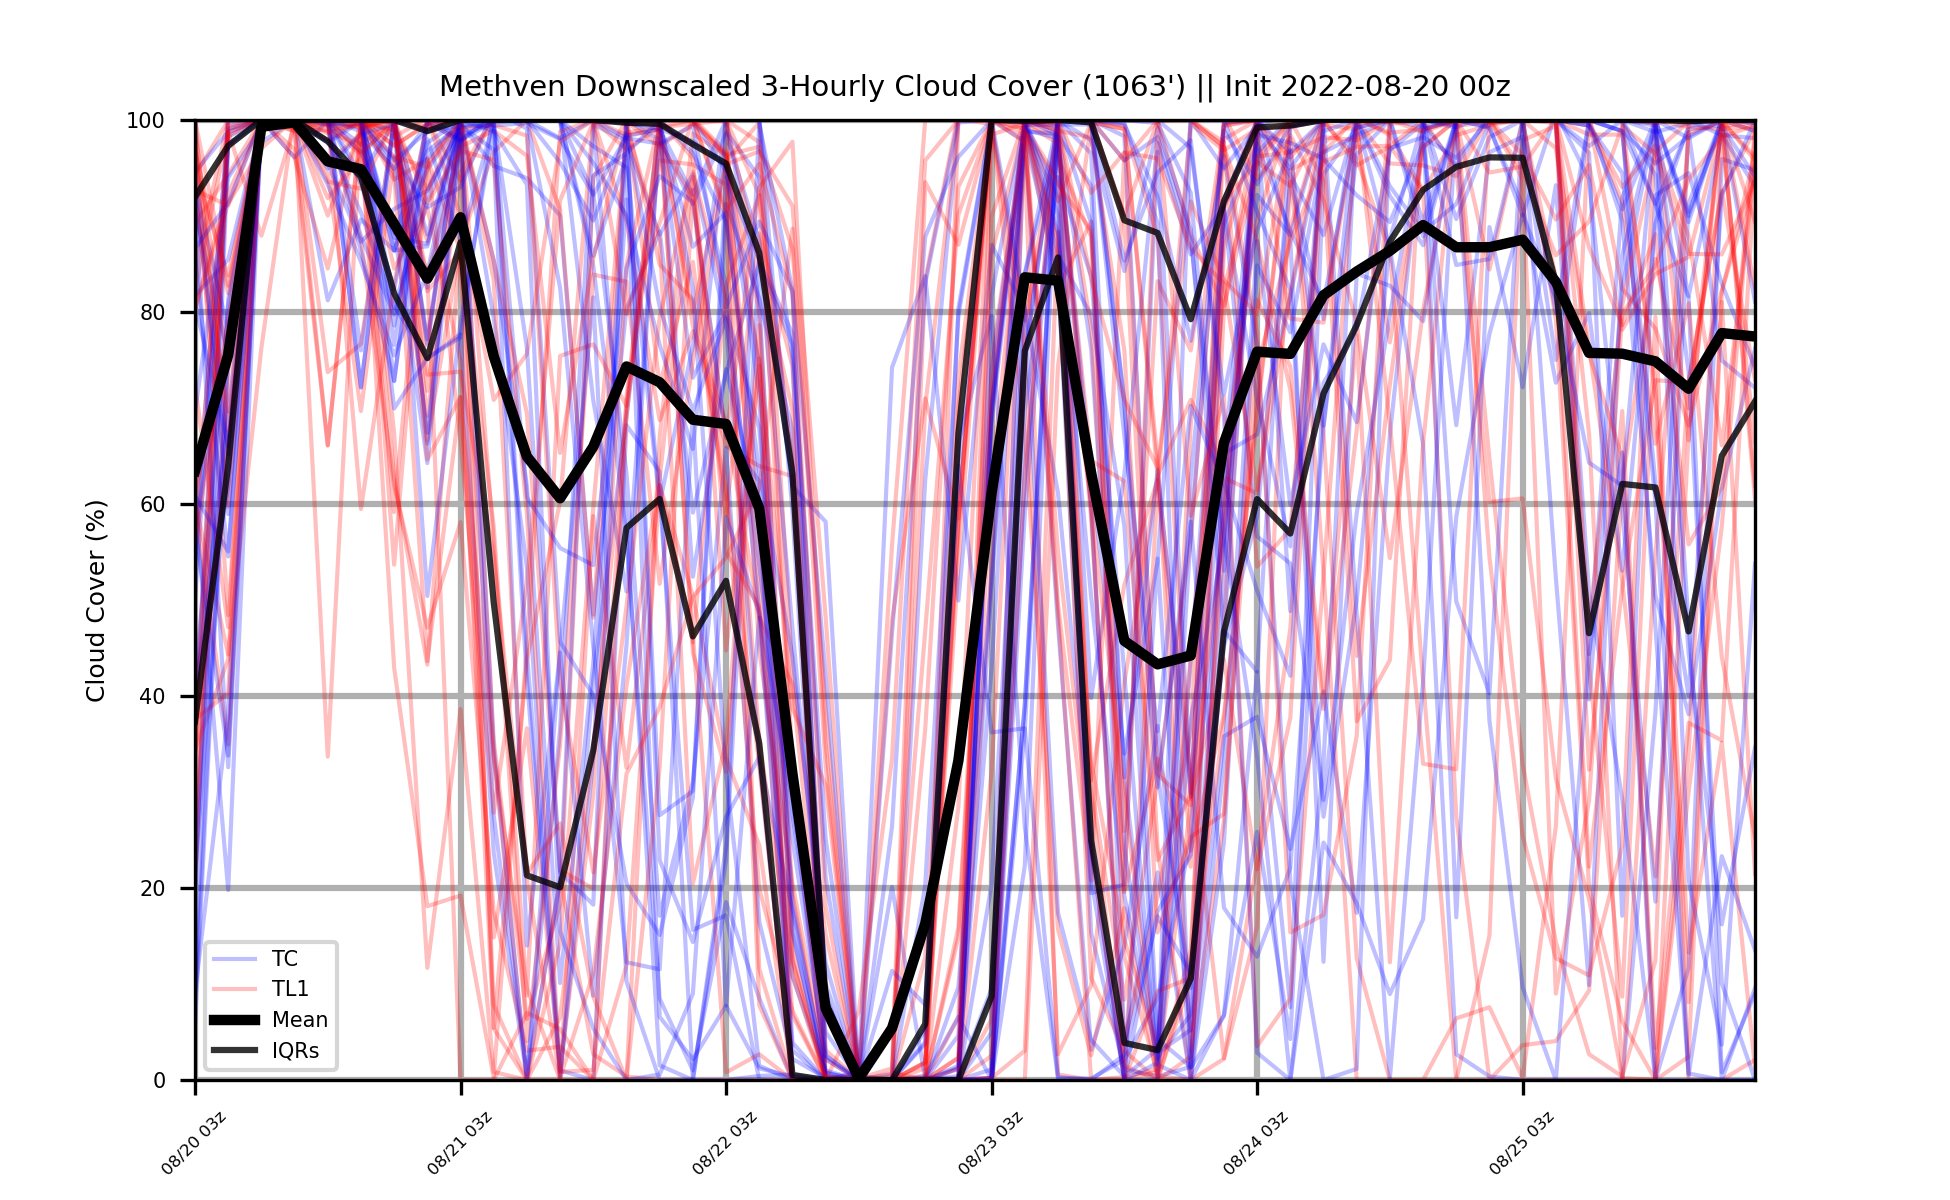 Methven Downscaled 3-Hourly Cloud Cover (1063') || Init 2022-08-20 00z
Cloud Cover (%)
100
80
60
40
20
0
TC
TL1
Mean
IQRs
08/20 03z
08/21 03z
08/22 03z
08/23 03z
08/24 03z
08/25 03z